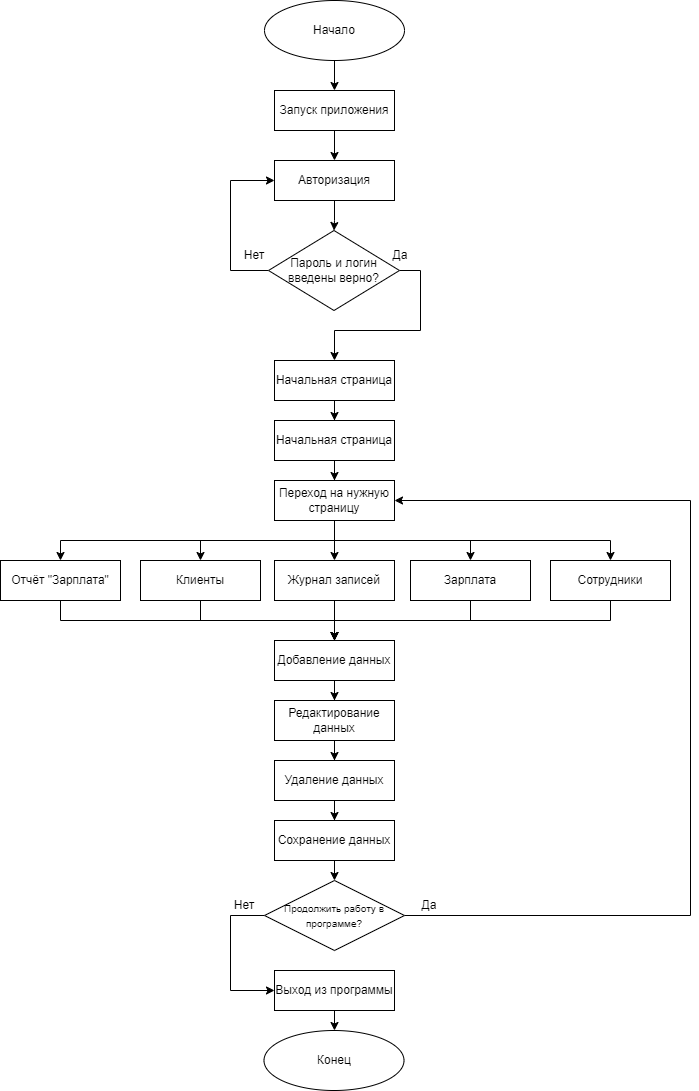 Начало
Запуск приложения
Авторизация
Нет
Да
Пароль и логин
введены верно?
Начальная страница
Начальная страница
Переход на нужную
страницу
Отчёт "Зарплата"
Клиенты
Журнал записей
Зарплата
Сотрудники
Добавление данных
Редактирование
данных
Удаление данных
Сохранение данных
Нет
Да
Продолжить работу в
программе?
Выход из программы
Конец